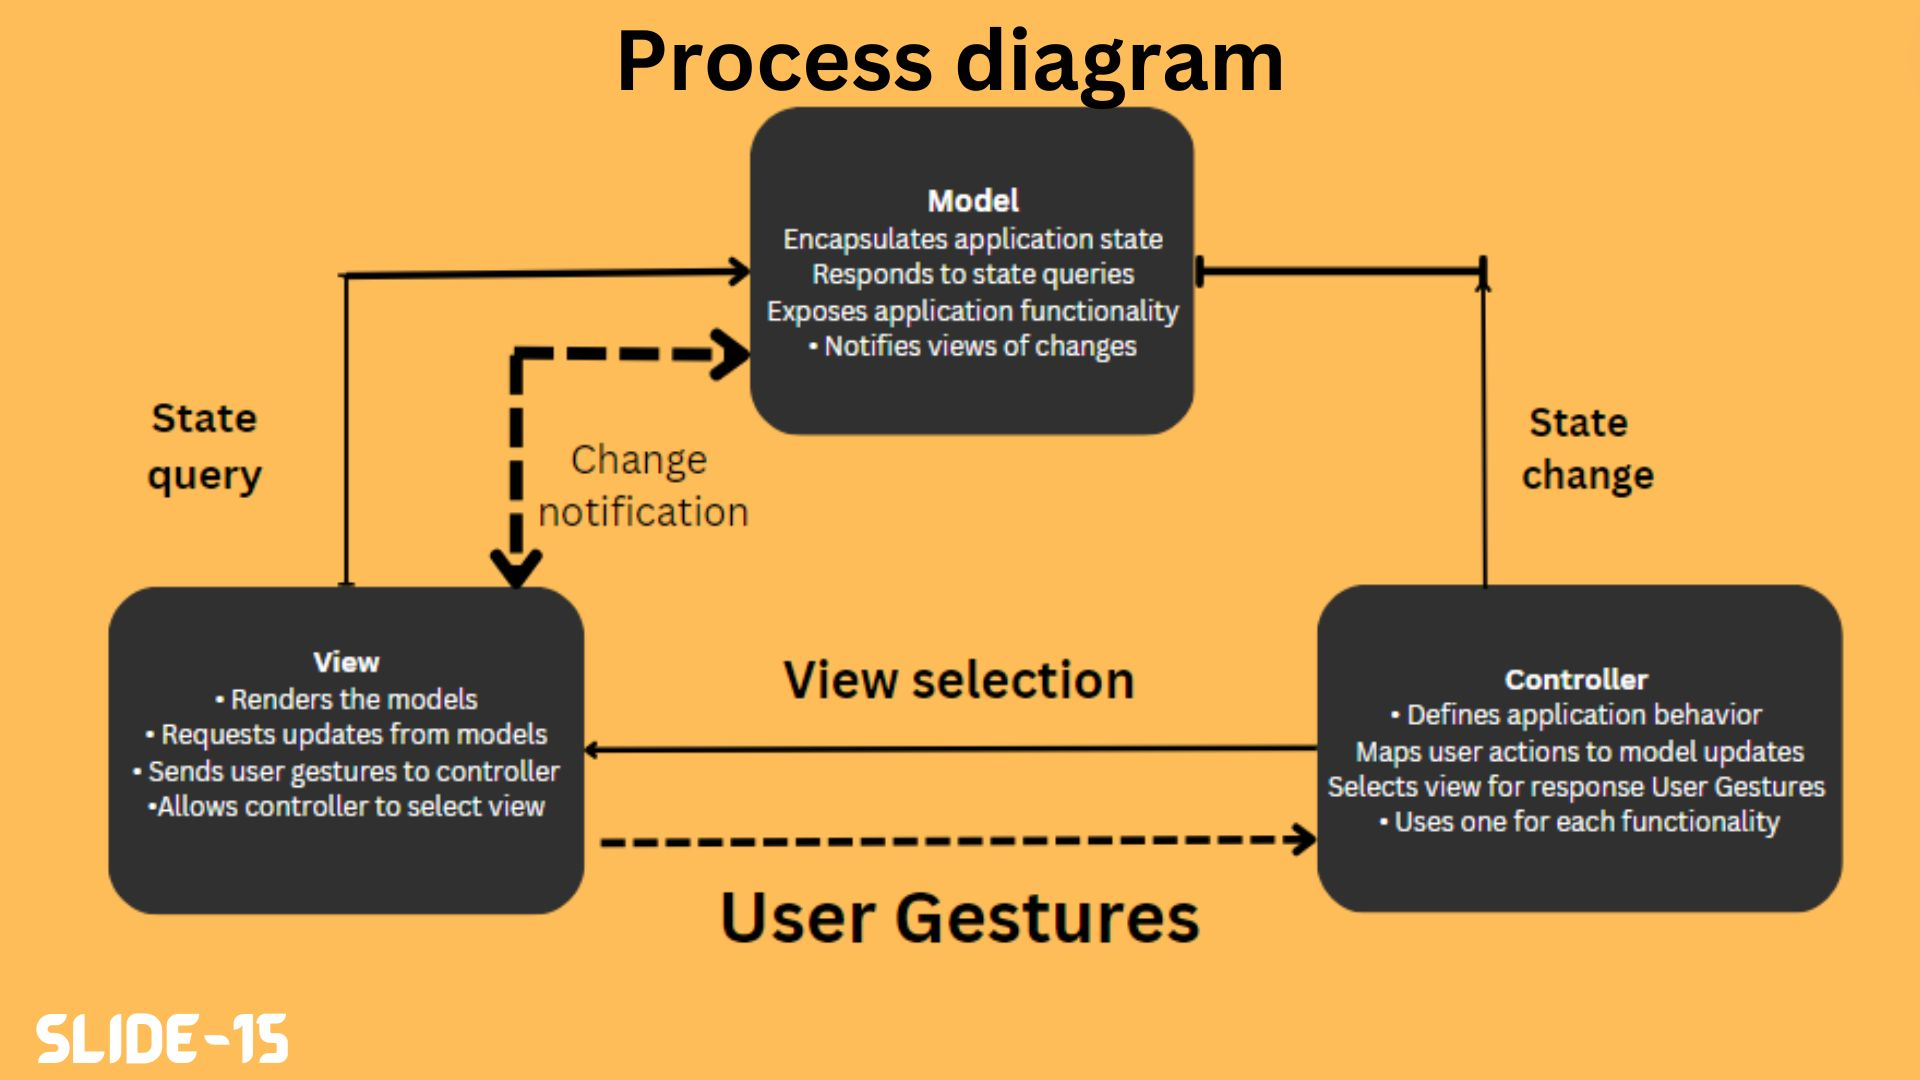 Process diagram
Model
Encapsulates application state
Responds to state queries
Exposes application functionality
• Notifies views of changes
State
query
Change
notification
State
change
View
• Renders the models
• Requests updates from models
• Sends user gestures to controller
•Allows controller to select view
View selection
Controller
• Defines application behavior
Maps user actions to model updates
Selects view for response User Gestures
• Uses one for each functionality
User Gestures
SLIDE-15